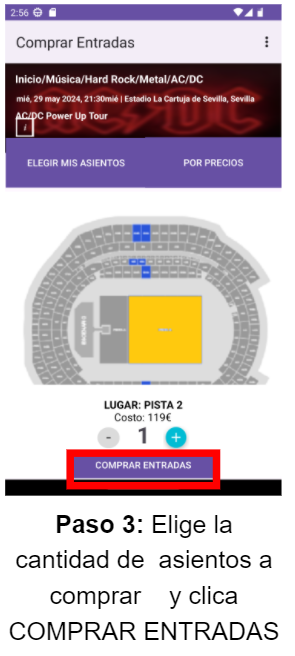 2:56
Comprar Entradas
Inicio/Música/Hard Rock/Metal/AC/DC
mié, 29 may 2024, 21:30mié | Estadio La Cartuja de Sevilla, Sevilla
AC/DC Power Up Tour
i
ELEGIR MIS ASIENTOS POR PRECIOS
LUGAR: PISTA 2
Costo: 119€
- 1 +
COMPRAR ENTRADAS
Paso 3: Elige la
cantidad de asientos a
comprar y clica
COMPRAR ENTRADAS